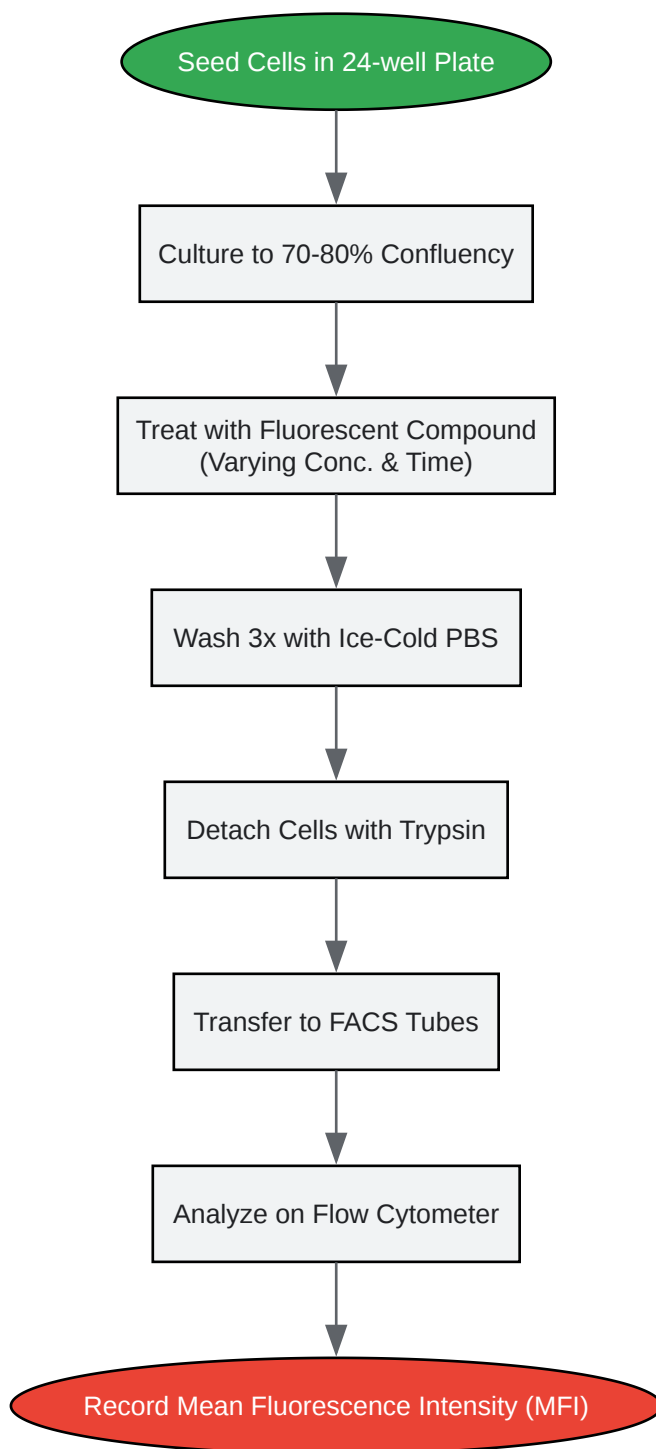 Seed Cells in 24-well Plate
Culture to 70-80% Confluency
Treat with Fluorescent Compound
(Varying Conc. & Time)
Wash 3x with Ice-Cold PBS
Detach Cells with Trypsin
Transfer to FACS Tubes
Analyze on Flow Cytometer
Record Mean Fluorescence Intensity (MFI)